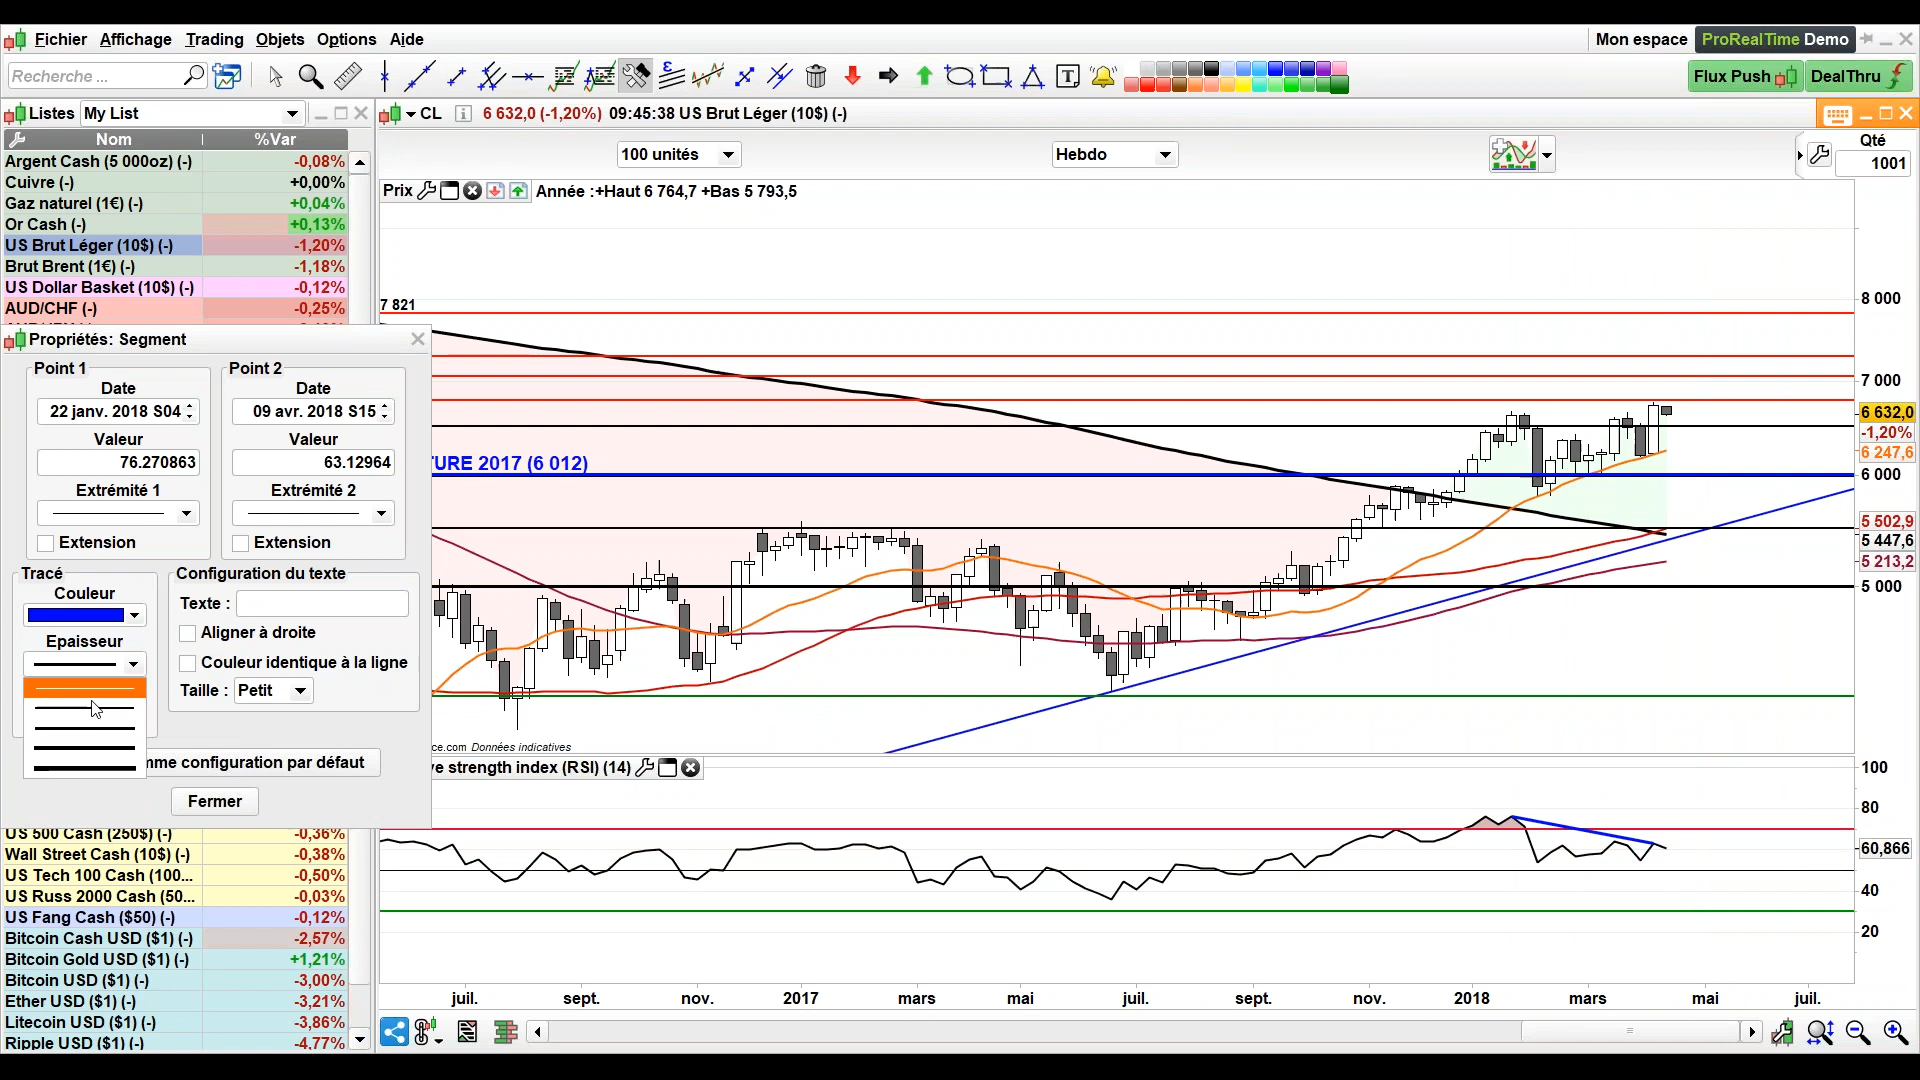 Fichier Affichage Trading Objets Options Aide
Mon espace ProRealTime Demo
Recherche ...
Flux Push DealThru
Listes My List
CL 6 632,0 (-1,20%) 09:45:38 US Brut Léger (10$) (-)
Nom %Var
Argent Cash (5 000oz) (-) -0,08%
Cuivre (-) +0,00%
Gaz naturel (1€) (-) +0,04%
Or Cash (-) +0,13%
US Brut Léger (10$) (-) -1,20%
Brut Brent (1€) (-) -1,18%
US Dollar Basket (10$) (-) -0,12%
AUD/CHF (-) -0,25%
100 unités
Hebdo
Qté
1001
Prix Année :+Haut 6 764,7 +Bas 5 793,5
7 821
TURE 2017 (6 012)
8 000
7 000
6 632,0
-1,20%
6 247,6
6 000
5 502,9
5 447,6
5 213,2
5 000
Propriétés: Segment
Point 1 Point 2
Date Date
22 janv. 2018 S04 09 avr. 2018 S15
Valeur Valeur
76.270863 63.12964
Extrémité 1 Extrémité 2
Extension Extension
Tracé Configuration du texte
Couleur
Texte :
Epaisseur
Aligner à droite
Couleur identique à la ligne
Taille : Petit
mme configuration par défaut
Fermer
ce.com Données indicatives
ve strength index (RSI) (14)
100
80
60,866
40
20
US 500 Cash (250$) (-) -0,36%
Wall Street Cash (10$) (-) -0,38%
US Tech 100 Cash (100... -0,50%
US Russ 2000 Cash (50... -0,03%
US Fang Cash ($50) (-) -0,12%
Bitcoin Cash USD ($1) (-) -2,57%
Bitcoin Gold USD ($1) (-) +1,21%
Bitcoin USD ($1) (-) -3,00%
Ether USD ($1) (-) -3,21%
Litecoin USD ($1) (-) -3,86%
Ripple USD ($1) (-) -4,77%
juil. sept. nov. 2017 mars mai juil. sept. nov. 2018 mars mai juil.